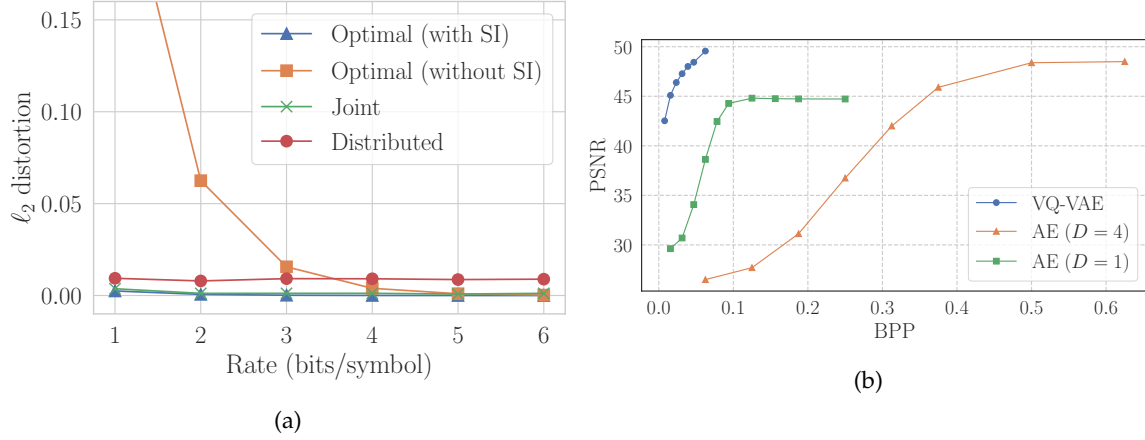 0.15
0.10
0.05
0.00
ℓ₂ distortion
Optimal (with SI)
Optimal (without SI)
Joint
Distributed
1 2 3 4 5 6
Rate (bits/symbol)
(a)
50
45
40
35
30
PSNR
VQ-VAE
AE (D = 4)
AE (D = 1)
0.0 0.1 0.2 0.3 0.4 0.5 0.6
BPP
(b)